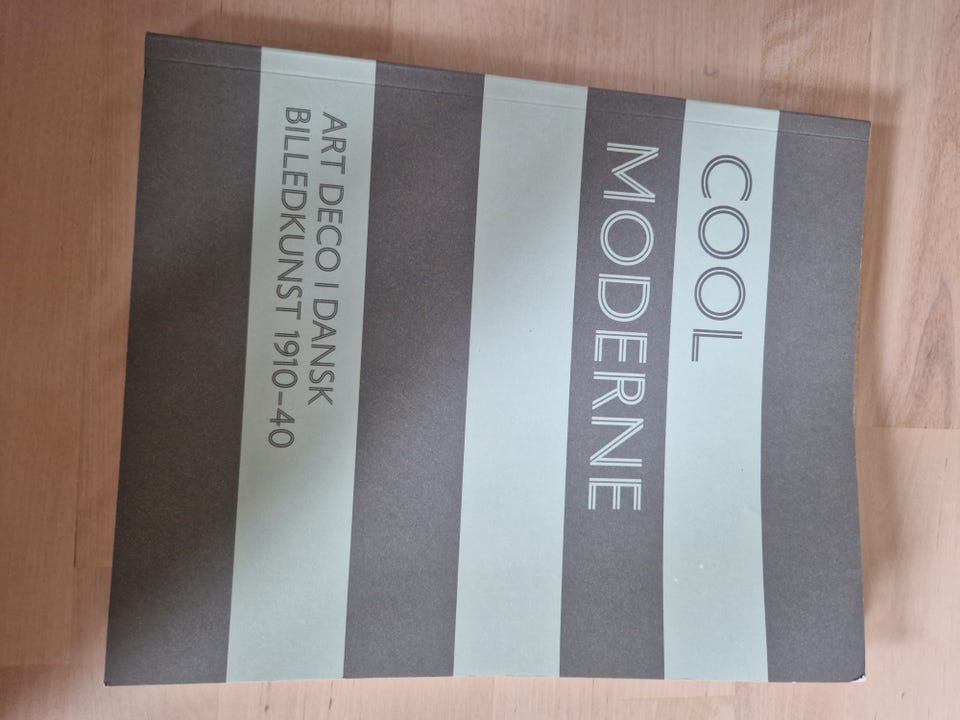 COOL
MODERNE
ART DECO I DANSK
BILLEDKUNST 1910–40